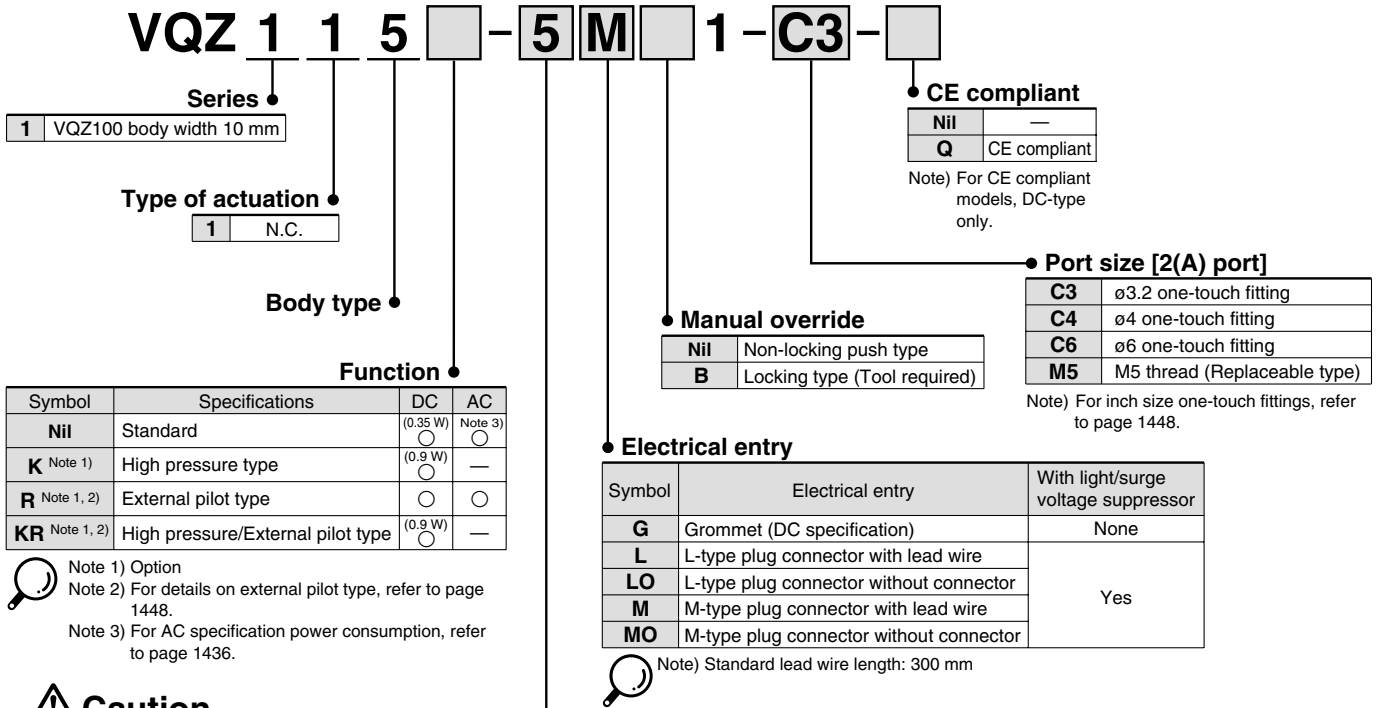 VQZ 1 1 5 - 5 M 1 - C3 -
Series
1 VQZ100 body width 10 mm
Type of actuation
1 N.C.
Body type
Function
Symbol Specifications DC AC
Nil Standard (0.35 W) ○ Note 3) ○
K Note 1) High pressure type (0.9 W) ○ —
R Note 1, 2) External pilot type ○ ○
KR Note 1, 2) High pressure/External pilot type (0.9 W) ○ —
Note 1) Option
Note 2) For details on external pilot type, refer to page
1448.
Note 3) For AC specification power consumption, refer
to page 1436.
Caution
CE compliant
Nil —
Q CE compliant
Note) For CE compliant
models, DC-type
only.
Port size [2(A) port]
C3 ø3.2 one-touch fitting
C4 ø4 one-touch fitting
C6 ø6 one-touch fitting
M5 M5 thread (Replaceable type)
Note) For inch size one-touch fittings, refer
to page 1448.
Manual override
Nil Non-locking push type
B Locking type (Tool required)
Electrical entry
Symbol Electrical entry With light/surge
voltage suppressor
G Grommet (DC specification) None
L L-type plug connector with lead wire
LO L-type plug connector without connector
Yes
M M-type plug connector with lead wire
MO M-type plug connector without connector
Note) Standard lead wire length: 300 mm